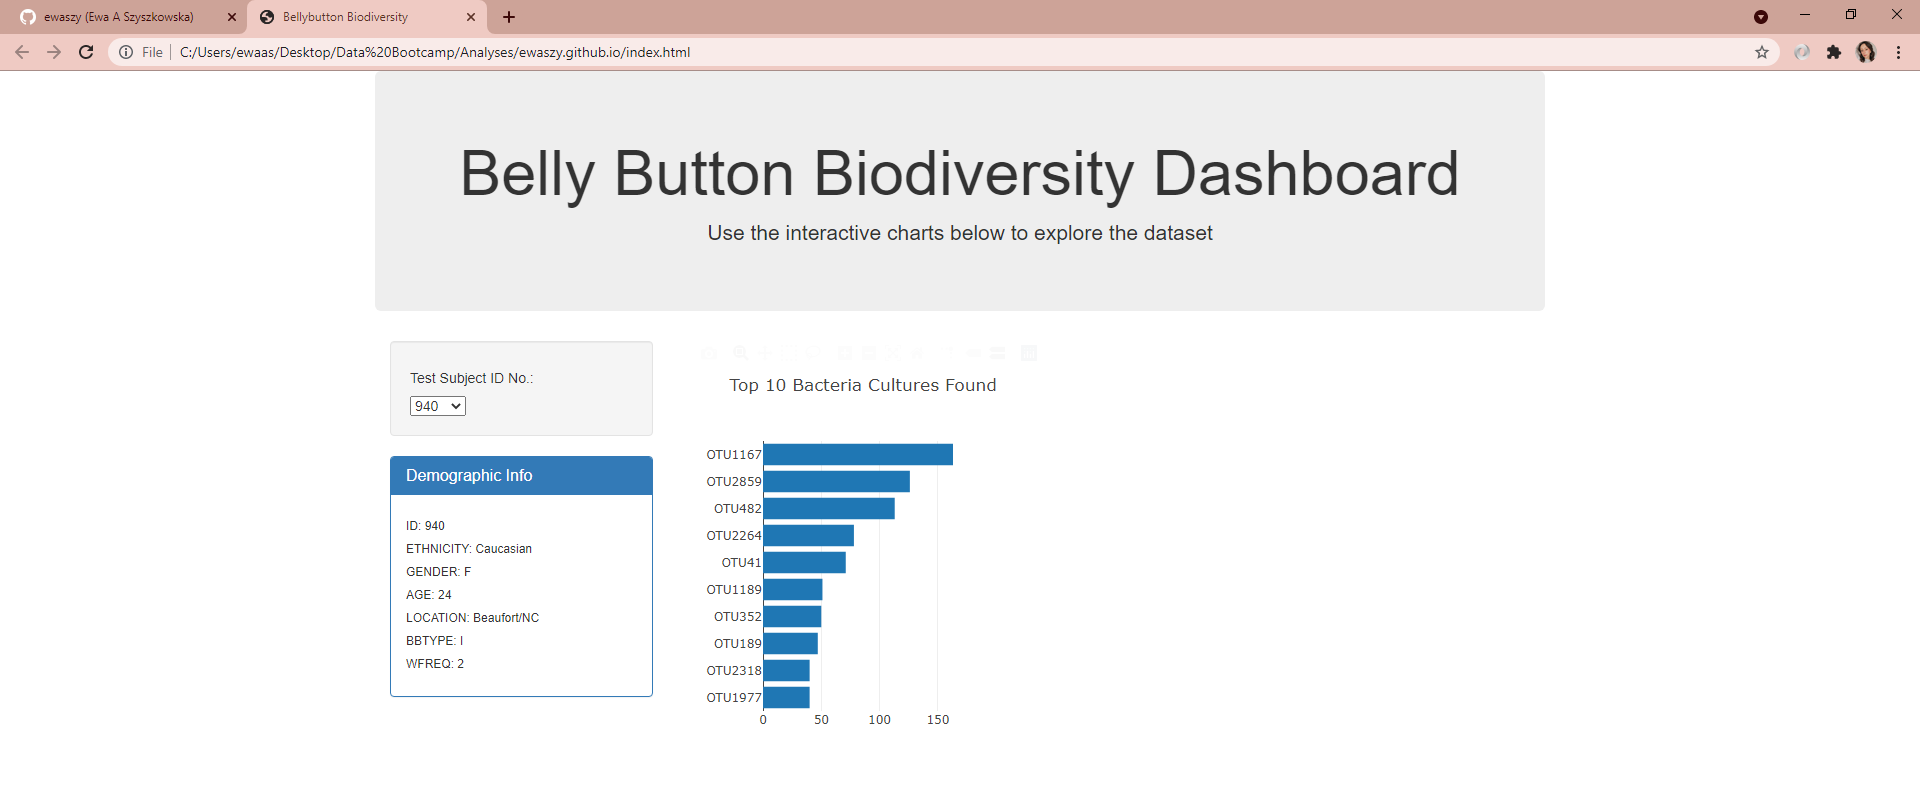 ewaszy (Ewa A Szyszkowska)
Bellybutton Biodiversity
File
C:/Users/ewaas/Desktop/Data%20Bootcamp/Analyses/ewaszy.github.io/index.html
Belly Button Biodiversity Dashboard
Use the interactive charts below to explore the dataset
Test Subject ID No.:
940
Demographic Info
ID: 940
ETHNICITY: Caucasian
GENDER: F
AGE: 24
LOCATION: Beaufort/NC
BBTYPE: I
WFREQ: 2
Top 10 Bacteria Cultures Found
OTU1167
OTU2859
OTU482
OTU2264
OTU41
OTU1189
OTU352
OTU189
OTU2318
OTU1977
0 50 100 150